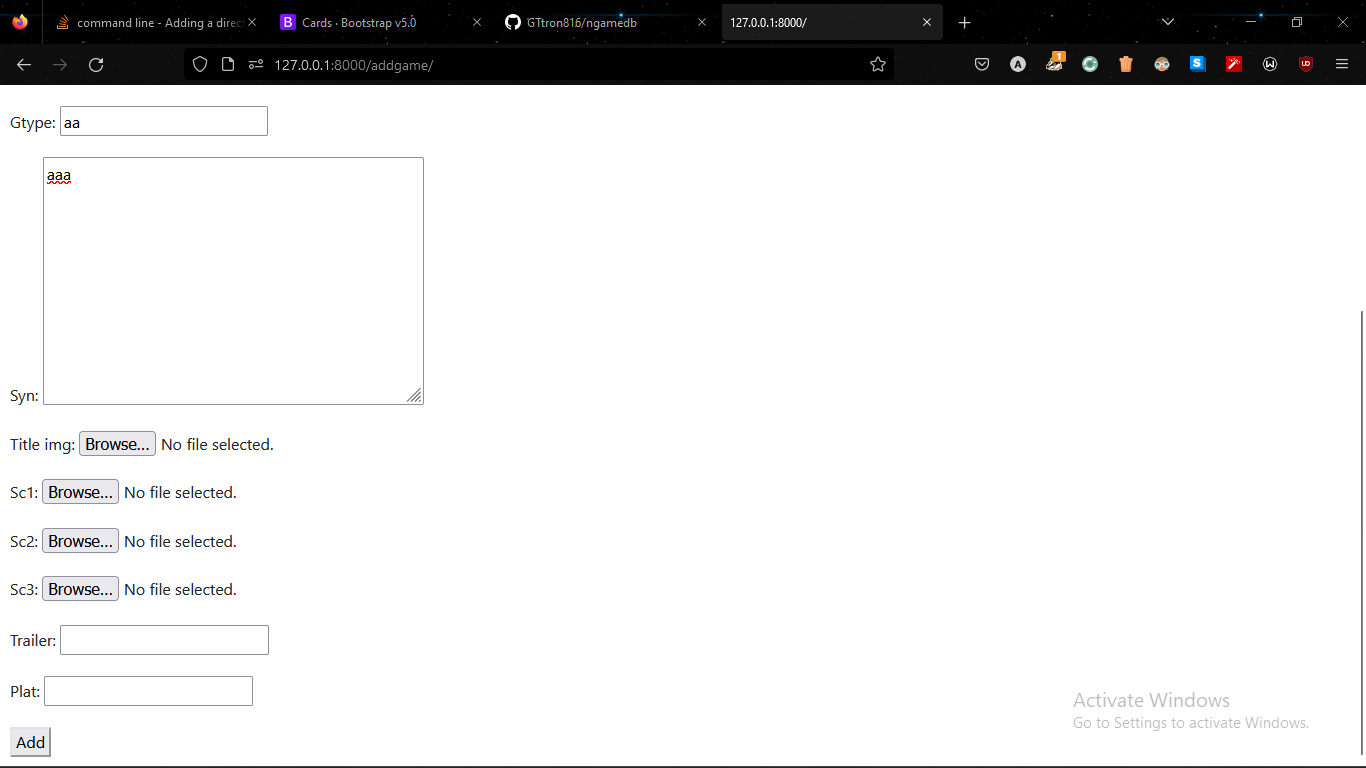 command line - Adding a direc
Cards · Bootstrap v5.0
GTtron816/ngamedb
127.0.0.1:8000/
127.0.0.1:8000/addgame/
1
Gtype: aa
aaa
Syn:
Title img: Browse... No file selected.
Sc1: Browse... No file selected.
Sc2: Browse... No file selected.
Sc3: Browse... No file selected.
Trailer:
Plat:
Add
Activate Windows
Go to Settings to activate Windows.